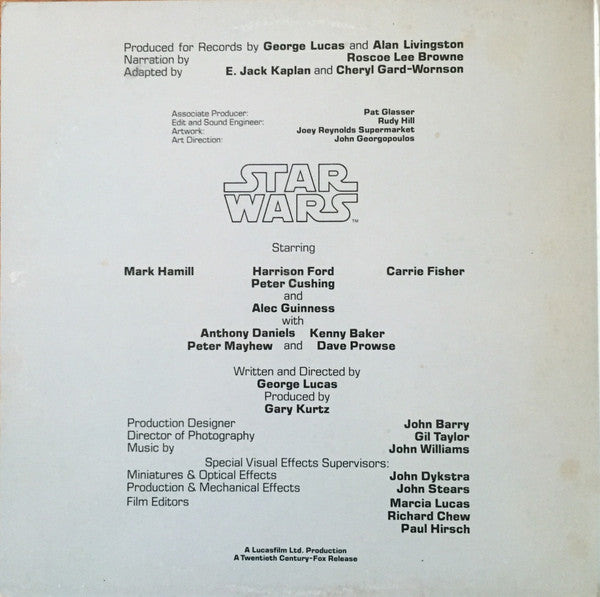 Produced for Records by George Lucas and Alan Livingston
Narration by Roscoe Lee Browne
Adapted by E. Jack Kaplan and Cheryl Gard-Wornson
Associate Producer: Pat Glasser
Edit and Sound Engineer: Rudy Hill
Artwork: Joey Reynolds Supermarket
Art Direction: John Georgopoulos
STAR
WARS™
Starring
Mark Hamill Harrison Ford Carrie Fisher
Peter Cushing
and
Alec Guinness
with
Anthony Daniels Kenny Baker
Peter Mayhew and Dave Prowse
Written and Directed by
George Lucas
Produced by
Gary Kurtz
Production Designer John Barry
Director of Photography Gil Taylor
Music by John Williams
Special Visual Effects Supervisors:
Miniatures & Optical Effects John Dykstra
Production & Mechanical Effects John Stears
Film Editors Marcia Lucas
Richard Chew
Paul Hirsch
A Lucasfilm Ltd. Production
A Twentieth Century-Fox Release